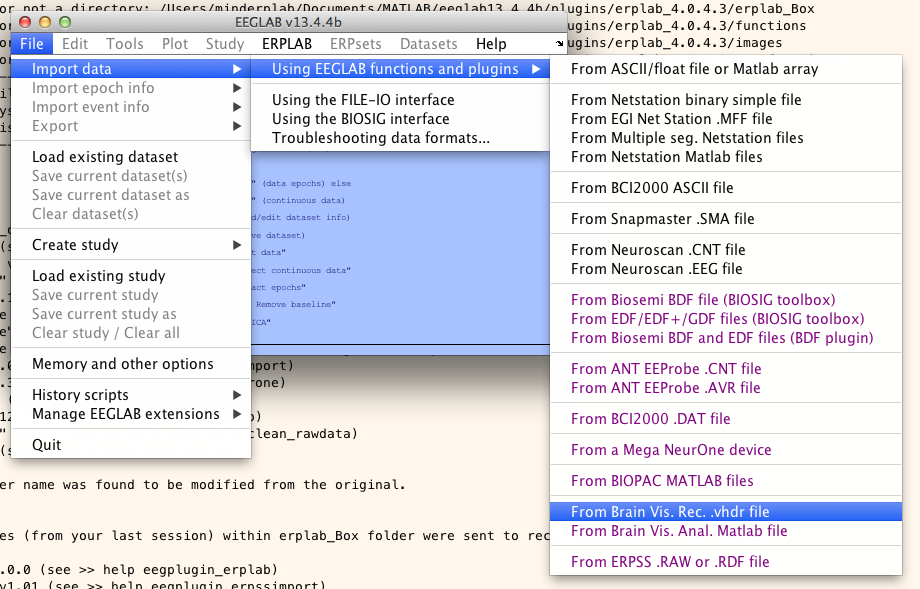 or not a directory: /Users/minderplab/Documents/MATLAB/eeglab13_4_4b/plugins/erplab_4.0.4.3/erplab_Box
EEGLAB v13.4.4b
ugins/erplab_4.0.4.3/functions
File Edit Tools Plot Study ERPLAB ERPsets Datasets Help
ugins/erplab_4.0.4.3/images
Import data
Import epoch info
Import event info
Export
Load existing dataset
Save current dataset(s)
Save current dataset as
Clear dataset(s)
Create study
Load existing study
Save current study
Save current study as
Clear study / Clear all
Memory and other options
History scripts
Manage EEGLAB extensions
Quit
Using EEGLAB functions and plugins
Using the FILE-IO interface
Using the BIOSIG interface
Troubleshooting data formats...
From ASCII/float file or Matlab array
From Netstation binary simple file
From EGI Net Station .MFF file
From Multiple seg. Netstation files
From Netstation Matlab files
From BCI2000 ASCII file
From Snapmaster .SMA file
From Neuroscan .CNT file
From Neuroscan .EEG file
From Biosemi BDF file (BIOSIG toolbox)
From EDF/EDF+/GDF files (BIOSIG toolbox)
From Biosemi BDF and EDF files (BDF plugin)
From ANT EEProbe .CNT file
From ANT EEProbe .AVR file
From BCI2000 .DAT file
From a Mega NeurOne device
From BIOPAC MATLAB files
From Brain Vis. Rec. .vhdr file
From Brain Vis. Anal. Matlab file
From ERPSS .RAW or .RDF file
" (data epochs) else
" (continuous data)
d/edit dataset info)
ve dataset)
t data"
ect continuous data"
act epochs"
Remove baseline"
ICA"
mport)
rone)
)
clean_rawdata)
er name was found to be modified from the original.
es (from your last session) within erplab_Box folder were sent to rec
.0.0 (see >> help eegplugin_erplab)
v1.01 (see >> help eegplugin_erpssimport)